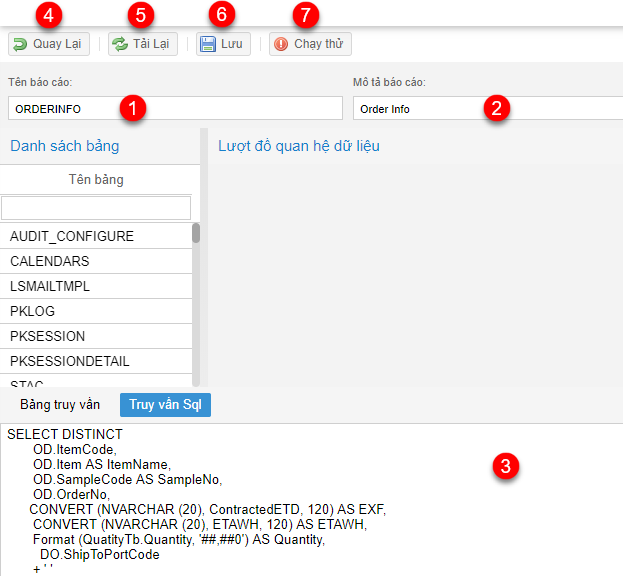 4 5 6 7
Quay Lại Tải Lại Lưu Chạy thử
Tên báo cáo: Mô tả báo cáo:
ORDERINFO 1 Order Info 2
Danh sách bảng Lượt đồ quan hệ dữ liệu
Tên bảng
AUDIT_CONFIGURE
CALENDARS
LSMAILTMPL
PKLOG
PKSESSION
PKSESSIONDETAIL
STAC
Bảng truy vấn Truy vấn Sql
SELECT DISTINCT
OD.ItemCode,
OD.Item AS ItemName,
OD.SampleCode AS SampleNo,
OD.OrderNo,
CONVERT (NVARCHAR (20), ContractedETD, 120) AS EXF,
CONVERT (NVARCHAR (20), ETAWH, 120) AS ETAWH,
Format (QuatityTb.Quantity, '##,##0') AS Quantity,
DO.ShipToPortCode
+ ' '
3